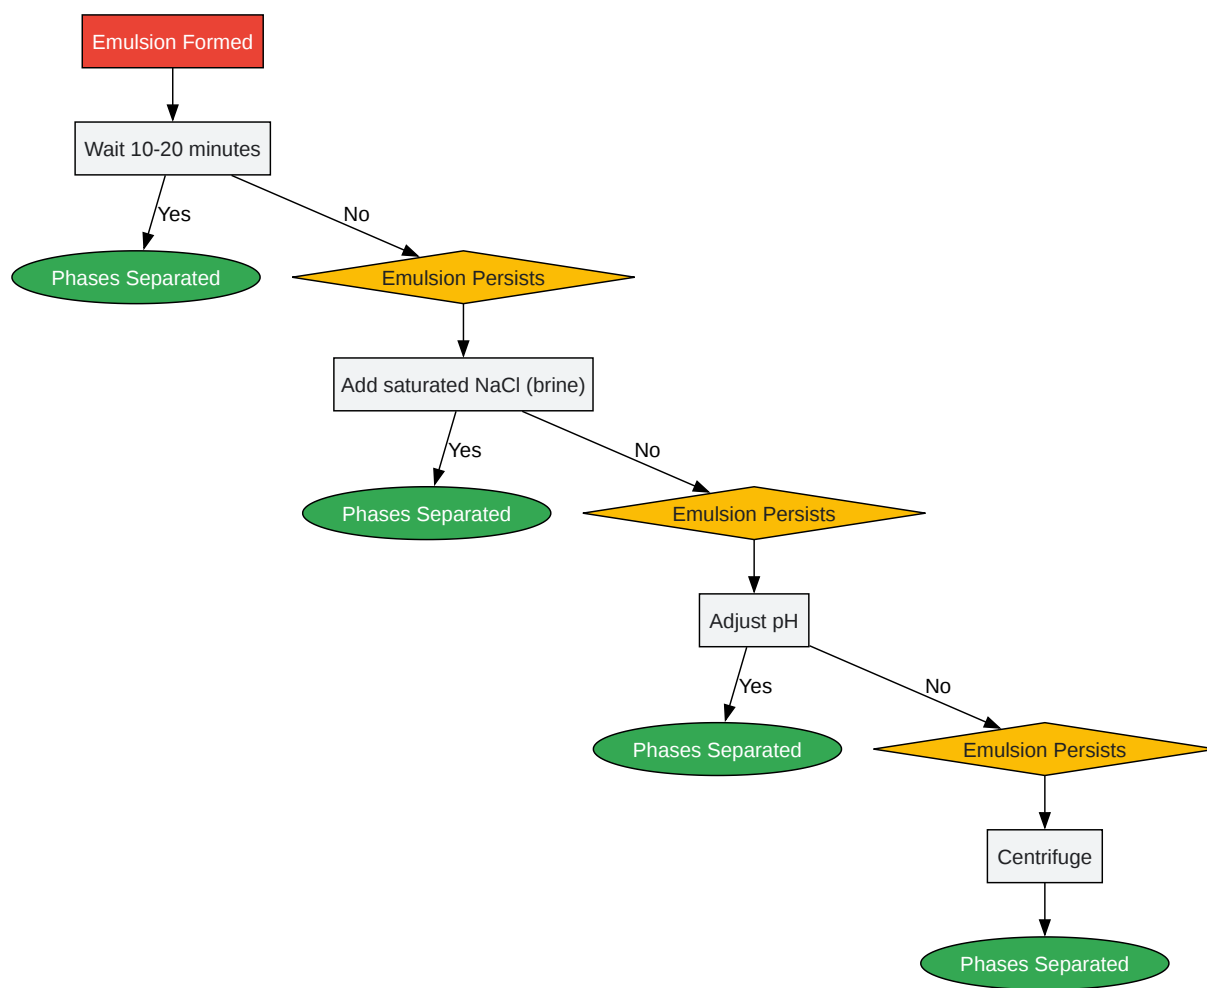 Emulsion Formed
Wait 10-20 minutes
Yes
No
Phases Separated
Emulsion Persists
Add saturated NaCl (brine)
Yes
No
Phases Separated
Emulsion Persists
Adjust pH
Yes
No
Phases Separated
Emulsion Persists
Centrifuge
Phases Separated